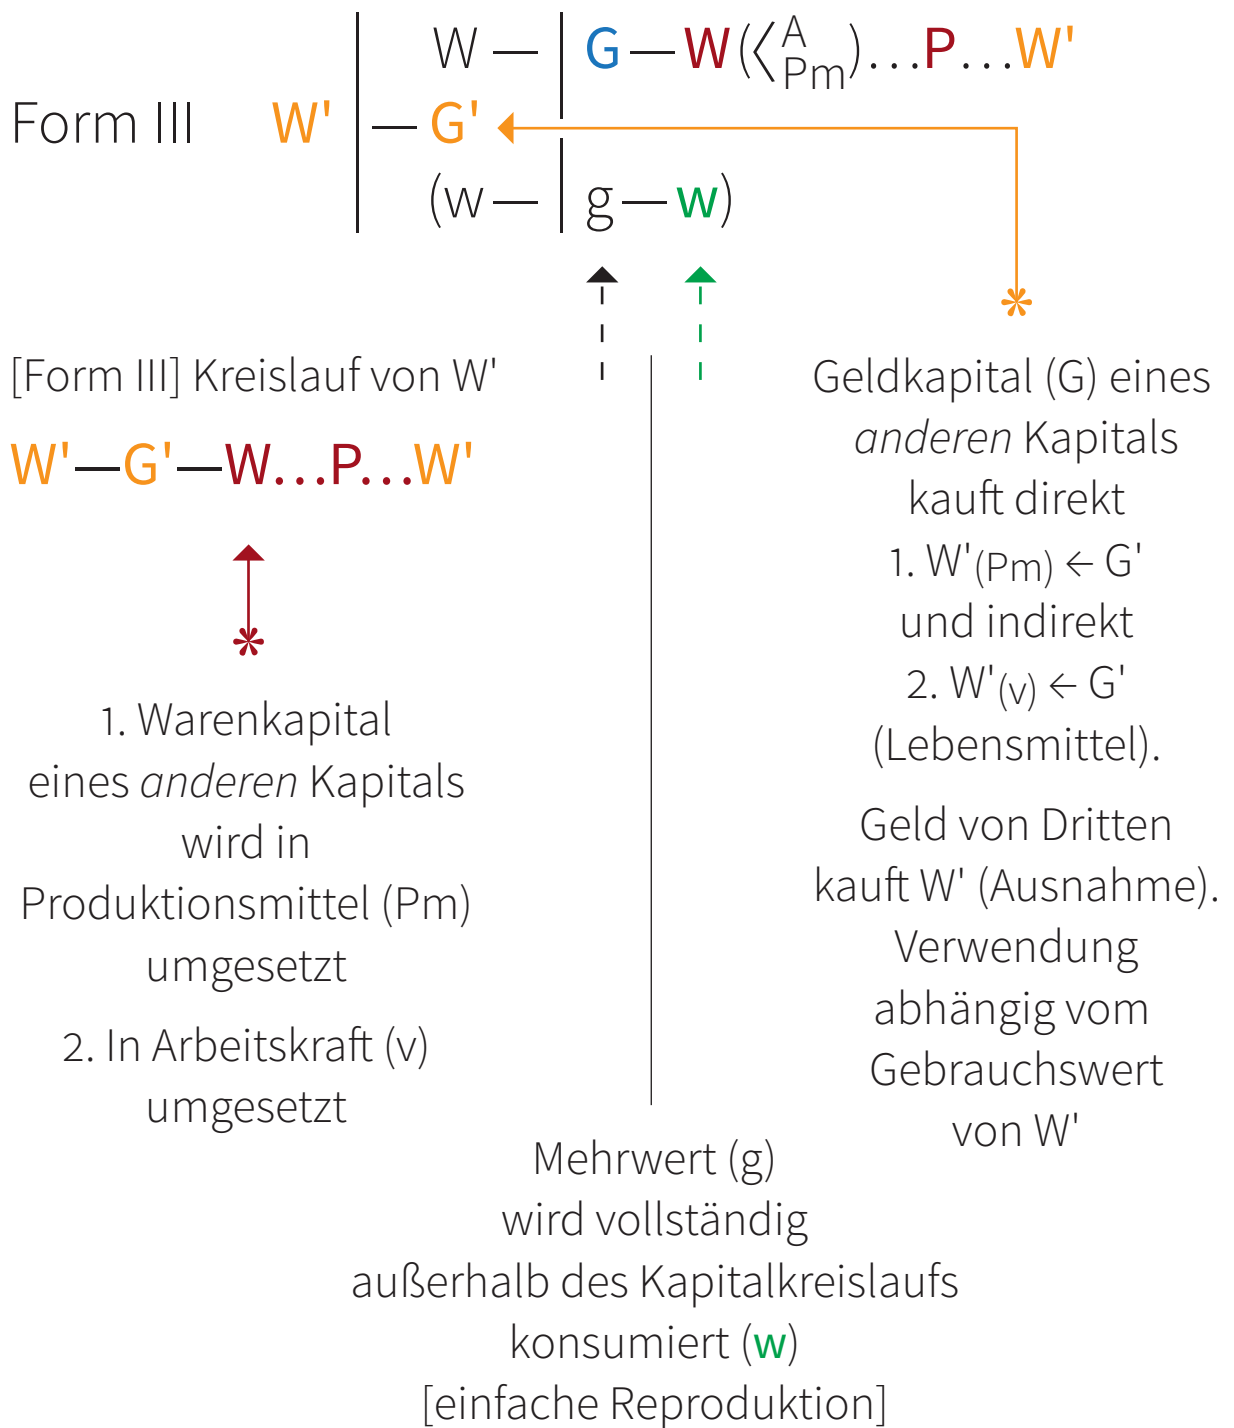 W — G — W(<A Pm)...P...W'
Form III W' — G'
(w — g — w)
[Form III] Kreislauf von W'
W'—G'—W...P...W'
*
1. Warenkapital
eines anderen Kapitals
wird in
Produktionsmittel (Pm)
umgesetzt
2. In Arbeitskraft (v)
umgesetzt
*
Geldkapital (G) eines
anderen Kapitals
kauft direkt
1. W'(Pm) ← G'
und indirekt
2. W'(v) ← G'
(Lebensmittel).
Geld von Dritten
kauft W' (Ausnahme).
Verwendung
abhängig vom
Gebrauchswert
von W'
Mehrwert (g)
wird vollständig
außerhalb des Kapitalkreislaufs
konsumiert (w)
[einfache Reproduktion]